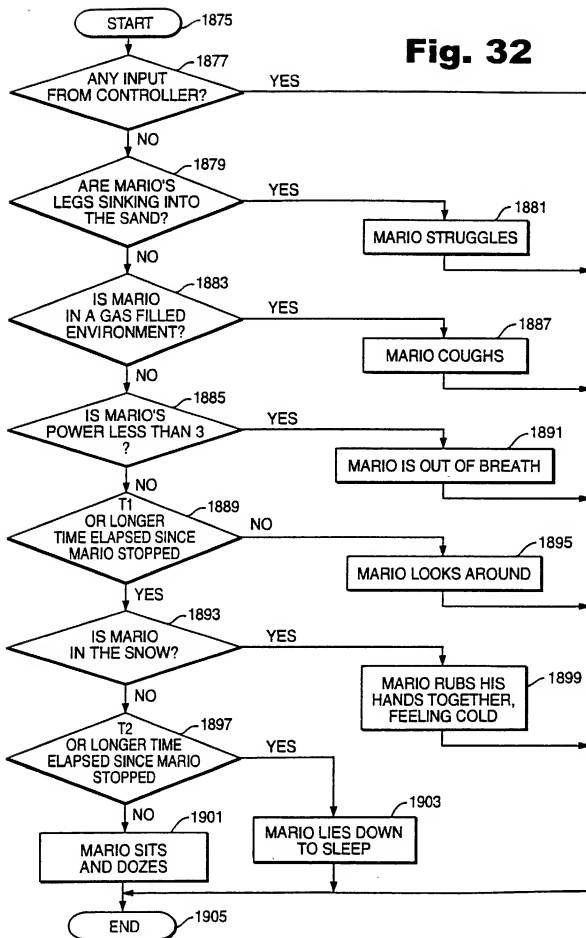 START
1875
Fig. 32
1877
ANY INPUT
FROM CONTROLLER?
YES
NO
1879
ARE MARIO'S
LEGS SINKING INTO
THE SAND?
YES
1881
MARIO STRUGGLES
NO
1883
IS MARIO
IN A GAS FILLED
ENVIRONMENT?
YES
1887
MARIO COUGHS
NO
1885
IS MARIO'S
POWER LESS THAN 3
?
YES
1891
MARIO IS OUT OF BREATH
NO
T1
1889
OR LONGER
TIME ELAPSED SINCE
MARIO STOPPED
NO
1895
MARIO LOOKS AROUND
YES
1893
IS MARIO
IN THE SNOW?
YES
1899
MARIO RUBS HIS
HANDS TOGETHER,
FEELING COLD
NO
T2
1897
OR LONGER TIME
ELAPSED SINCE MARIO
STOPPED
YES
1903
MARIO LIES DOWN
TO SLEEP
NO
1901
MARIO SITS
AND DOZES
END
1905